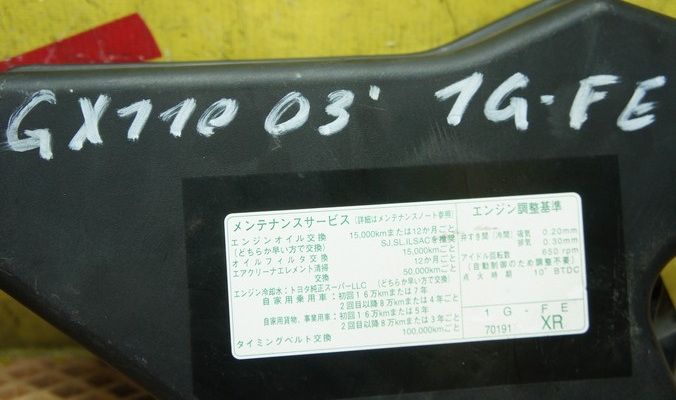 GX110 03' 1G-FE
メンテナンスサービス (詳細はメンテナンスノート参照)
エンジンオイル交換 15,000kmまたは12か月ごと
(どちらか早い方で交換) SJ,SL,ILSACを推奨
オイルフィルタ交換 15,000km
エアクリーナエレメント清掃 12か月ごと
交換 50,000kmごと
エンジン冷却水:トヨタ純正スーパーLLC (どちらか早い方で交換)
自家用乗用車:初回16万kmまたは7年
2回目以降8万kmまたは4年ごと
自家用貨物、事業用車:初回16万kmまたは5年
2回目以降8万kmまたは3年ごと
タイミングベルト交換 100,000kmごと
エンジン調整基準
弁すき間 (冷間) 吸気 0.20mm
排気 0.30mm
アイドル回転数 650 rpm
(自動制御のため調整不要)
点火時期 10° BTDC
1G-FE
70191 XR